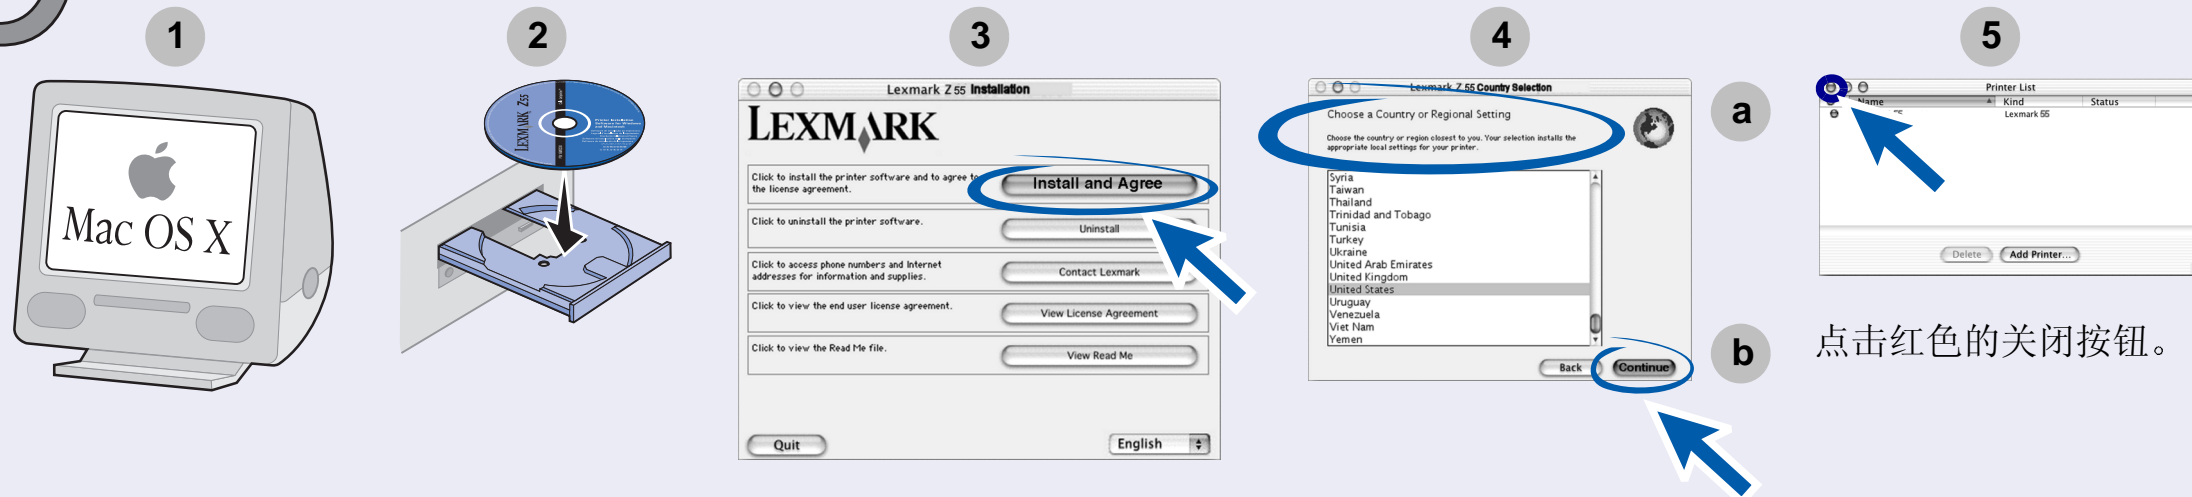 1
2
3
4
5
Mac OS X
LEXMARK Z55
Lexmark Z 55 Installation
LEXMARK
Click to install the printer software and to agree to
the license agreement.
Install and Agree
Click to uninstall the printer software.
Uninstall
Click to access phone numbers and Internet
addresses for information and supplies.
Contact Lexmark
Click to view the end user license agreement.
View License Agreement
Click to view the Read Me file.
View Read Me
Quit
English
Lexmark Z 55 Country Selection
Choose a Country or Regional Setting
Choose the country or region closest to you. Your selection installs the
appropriate local settings for your printer.
Syria
Taiwan
Thailand
Trinidad and Tobago
Tunisia
Turkey
Ukraine
United Arab Emirates
United Kingdom
United States
Uruguay
Venezuela
Viet Nam
Yemen
Back
Continue
a
b
Printer List
Name
Kind
Status
Lexmark 55
Delete
Add Printer...
点击红色的关闭按钮。